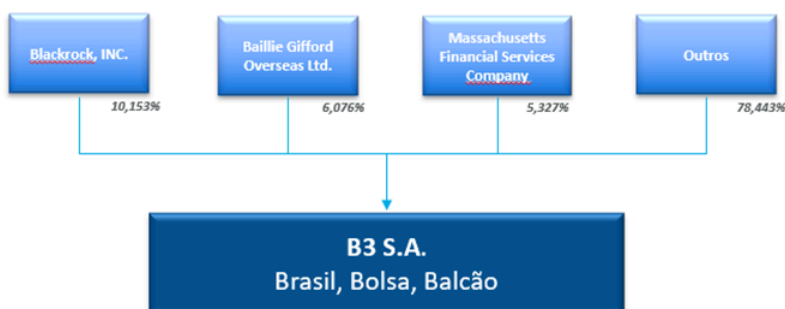 Blackrock, INC.
Baillie Gifford
Overseas Ltd.
Massachusetts
Financial Services
Company
Outros
10,153%
6,076%
5,327%
78,443%
B3 S.A.
Brasil, Bolsa, Balcão